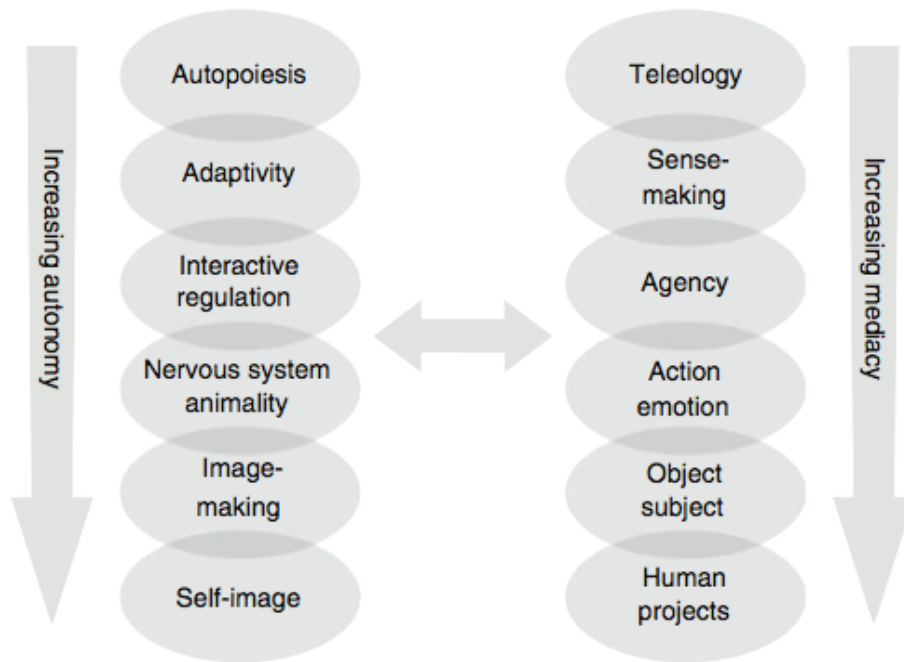 Autopoiesis
Adaptivity
Interactive
regulation
Nervous system
animality
Image-
making
Self-image
Teleology
Sense-
making
Agency
Action
emotion
Object
subject
Human
projects
Increasing autonomy
Increasing mediacy